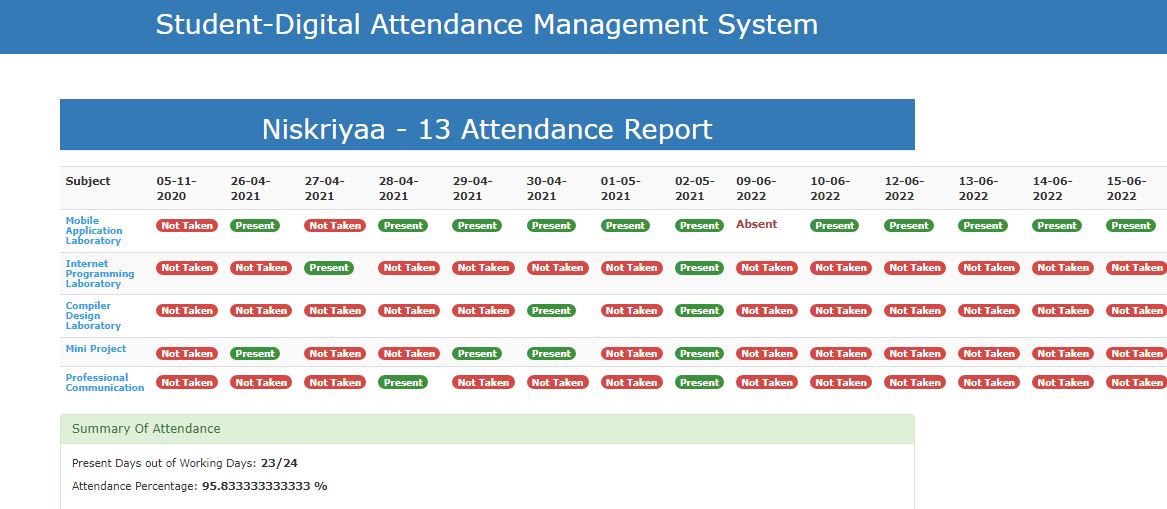 Student-Digital Attendance Management System
Niskriyaa - 13 Attendance Report
Subject 05-11-2020 26-04-2021 27-04-2021 28-04-2021 29-04-2021 30-04-2021 01-05-2021 02-05-2021 09-06-2022 10-06-2022 12-06-2022 13-06-2022 14-06-2022 15-06-2022
Mobile Application Laboratory Not Taken Present Not Taken Present Present Present Present Present Absent Present Present Present Present Present
Internet Programming Laboratory Not Taken Not Taken Present Not Taken Not Taken Not Taken Not Taken Present Not Taken Not Taken Not Taken Not Taken Not Taken Not Taken
Compiler Design Laboratory Not Taken Not Taken Not Taken Not Taken Not Taken Present Not Taken Present Not Taken Not Taken Not Taken Not Taken Not Taken Not Taken
Mini Project Not Taken Present Not Taken Not Taken Present Present Not Taken Present Not Taken Not Taken Not Taken Not Taken Not Taken Not Taken
Professional Communication Not Taken Not Taken Not Taken Present Not Taken Not Taken Not Taken Present Not Taken Not Taken Not Taken Not Taken Not Taken Not Taken
Summary Of Attendance
Present Days out of Working Days: 23/24
Attendance Percentage: 95.833333333333 %